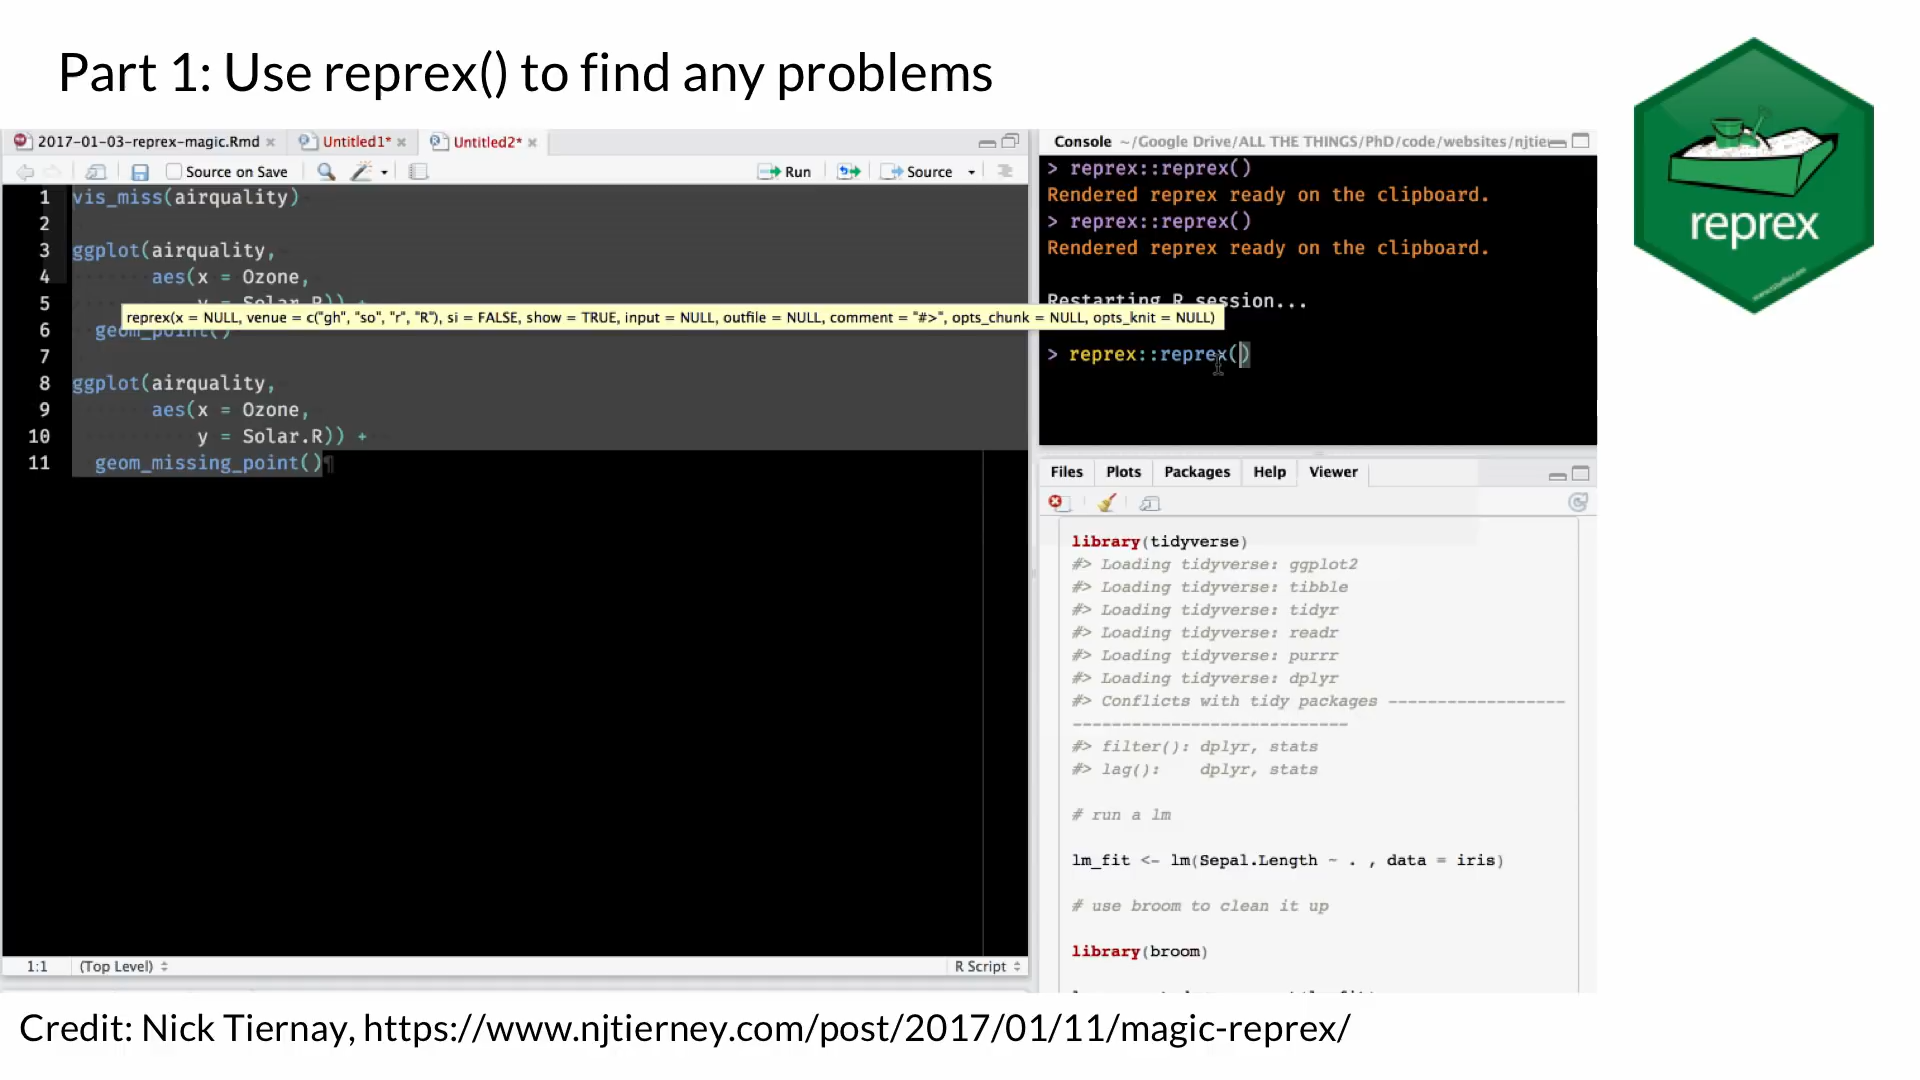 Part 1: Use reprex() to find any problems
reprex
2017-01-03-reprex-magic.Rmd Untitled1* Untitled2*
Source on Save Run Source
1 vis_miss(airquality)
2
3 ggplot(airquality,
4 aes(x = Ozone,
5 y = Solar.R)) +
reprex(x = NULL, venue = c("gh", "so", "r", "R"), si = FALSE, show = TRUE, input = NULL, outfile = NULL, comment = "#>", opts_chunk = NULL, opts_knit = NULL)
6 geom_point()
7
8 ggplot(airquality,
9 aes(x = Ozone,
10 y = Solar.R)) +
11 geom_missing_point()
1:1 (Top Level) R Script
Console ~/Google Drive/ALL THE THINGS/PhD/code/websites/njtie
> reprex::reprex()
Rendered reprex ready on the clipboard.
> reprex::reprex()
Rendered reprex ready on the clipboard.
Restarting R session...
> reprex::reprex()
Files Plots Packages Help Viewer
library(tidyverse)
#> Loading tidyverse: ggplot2
#> Loading tidyverse: tibble
#> Loading tidyverse: tidyr
#> Loading tidyverse: readr
#> Loading tidyverse: purrr
#> Loading tidyverse: dplyr
#> Conflicts with tidy packages ------------------
----------------------------
#> filter(): dplyr, stats
#> lag(): dplyr, stats
# run a lm
lm_fit <- lm(Sepal.Length ~ . , data = iris)
# use broom to clean it up
library(broom)
Credit: Nick Tiernay, https://www.njtierney.com/post/2017/01/11/magic-reprex/